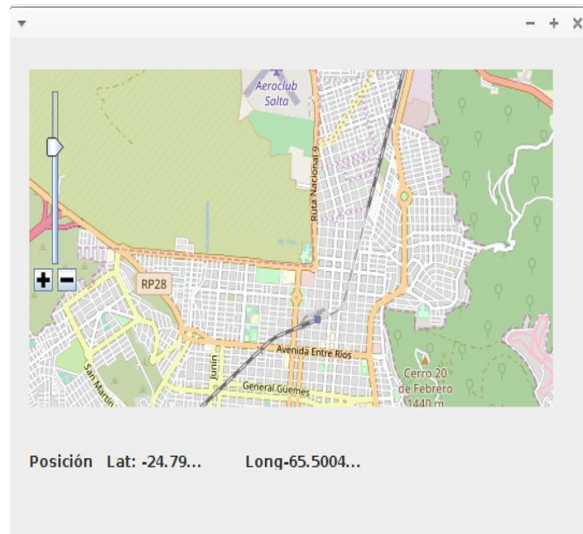 Aeroclub
Salta
Ruta Nacional 9
RP28
Avenida Entre Ríos
Junín
General Güemes
San Martín
Cerro 20
de Febrero
1440 m
Posición Lat: -24.79... Long-65.5004...